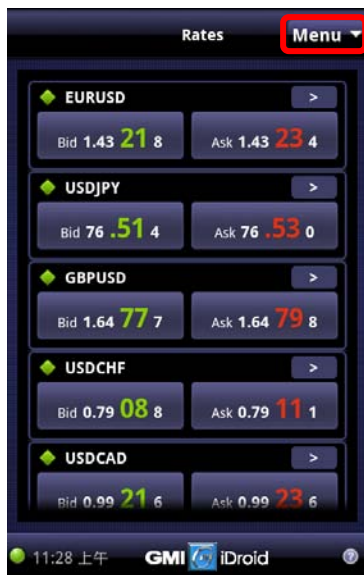 Rates Menu
EURUSD >
Bid 1.43 21 8 Ask 1.43 23 4
USDJPY >
Bid 76 .51 4 Ask 76 .53 0
GBPUSD >
Bid 1.64 77 7 Ask 1.64 79 8
USDCHF >
Bid 0.79 08 8 Ask 0.79 11 1
USDCAD >
Bid 0.99 21 6 Ask 0.99 23 6
11:28 上午 GMI iDroid ?